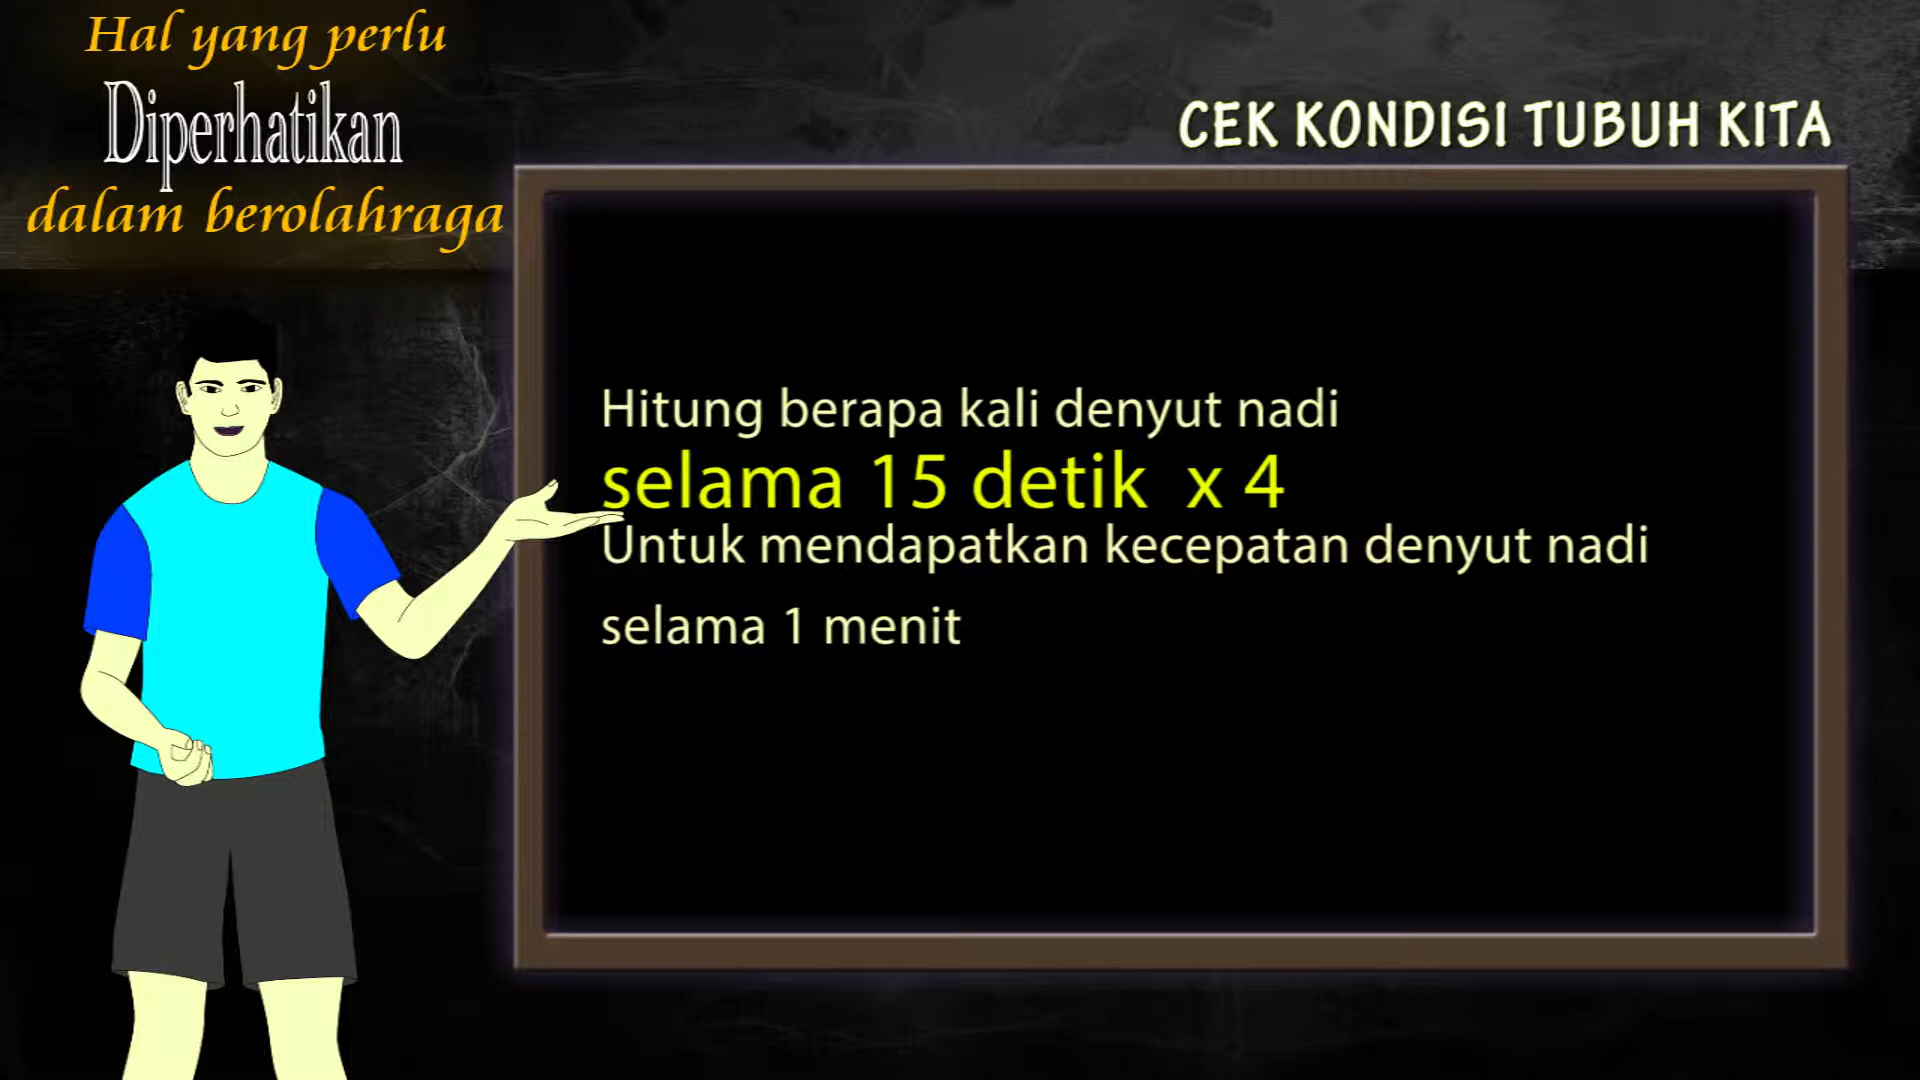 Hal yang perlu
Diperhatikan
dalam berolahraga
CEK KONDISI TUBUH KITA
Hitung berapa kali denyut nadi
selama 15 detik x 4
Untuk mendapatkan kecepatan denyut nadi
selama 1 menit